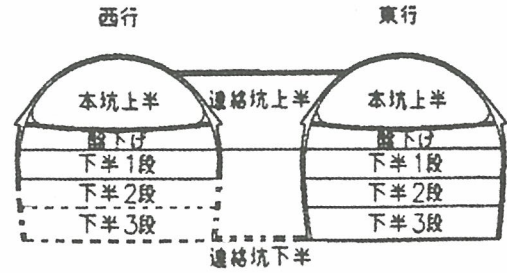 西行 東行
本坑上半 連絡坑上半 本坑上半
盤下げ 盤下げ
下半1段 下半1段
下半2段 下半2段
下半3段 下半3段
連絡坑下半